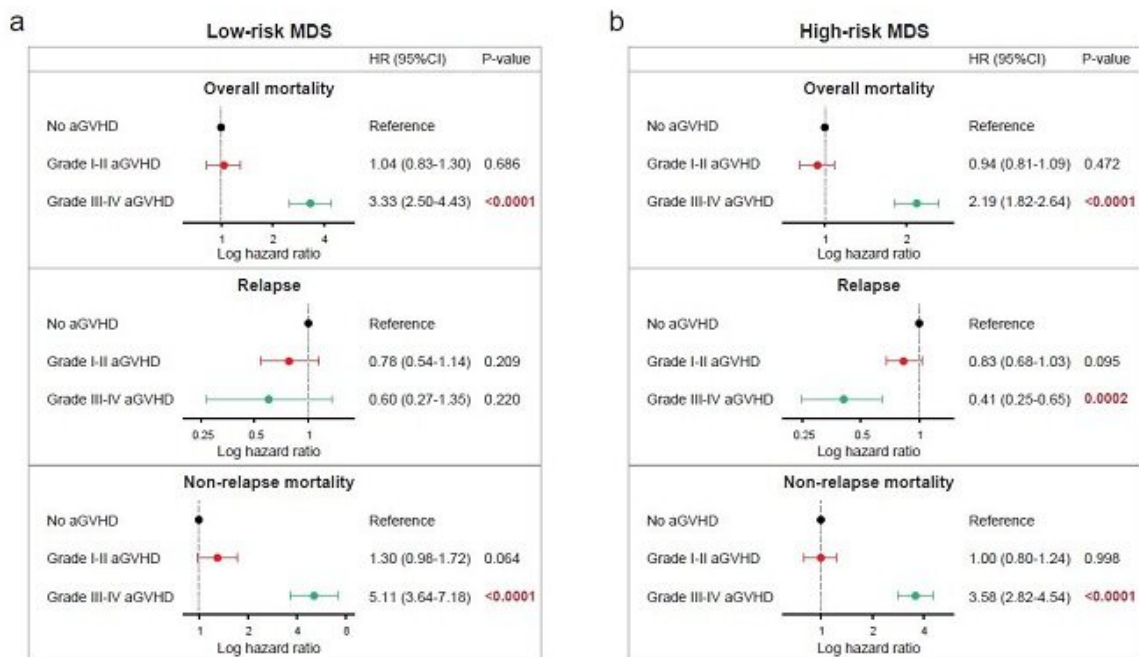 a
Low-risk MDS
HR (95%CI) P-value
Overall mortality
No aGVHD Reference
Grade I-II aGVHD 1.04 (0.83-1.30) 0.686
Grade III-IV aGVHD 3.33 (2.50-4.43) <0.0001
1 2 4
Log hazard ratio
Relapse
No aGVHD Reference
Grade I-II aGVHD 0.78 (0.54-1.14) 0.209
Grade III-IV aGVHD 0.60 (0.27-1.35) 0.220
0.25 0.5 1
Log hazard ratio
Non-relapse mortality
No aGVHD Reference
Grade I-II aGVHD 1.30 (0.98-1.72) 0.064
Grade III-IV aGVHD 5.11 (3.64-7.18) <0.0001
1 2 4 8
Log hazard ratio
b
High-risk MDS
HR (95%CI) P-value
Overall mortality
No aGVHD Reference
Grade I-II aGVHD 0.94 (0.81-1.09) 0.472
Grade III-IV aGVHD 2.19 (1.82-2.64) <0.0001
1 2
Log hazard ratio
Relapse
No aGVHD Reference
Grade I-II aGVHD 0.83 (0.68-1.03) 0.095
Grade III-IV aGVHD 0.41 (0.25-0.65) 0.0002
0.25 0.5 1
Log hazard ratio
Non-relapse mortality
No aGVHD Reference
Grade I-II aGVHD 1.00 (0.80-1.24) 0.998
Grade III-IV aGVHD 3.58 (2.82-4.54) <0.0001
1 2 4
Log hazard ratio